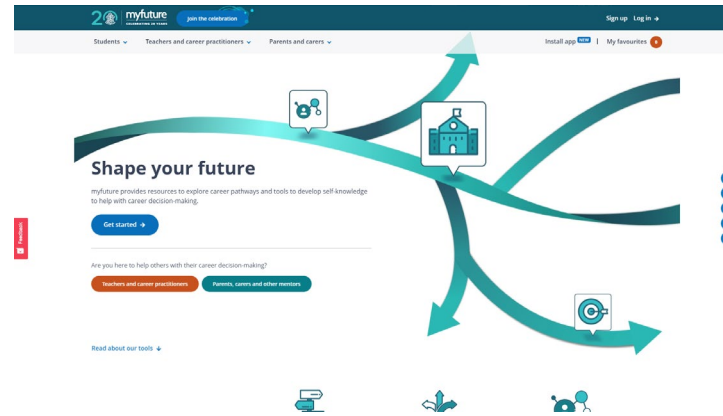 20 myfuture
CELEBRATING 20 YEARS
Join the celebration
Sign up Log in →
Students
Teachers and career practitioners
Parents and carers
Install app NEW | My favourites
Shape your future
myfuture provides resources to explore career pathways and tools to develop self-knowledge
to help with career decision-making.
Get started →
Feedback
Are you here to help others with their career decision-making?
Teachers and career practitioners
Parents, carers and other mentors
Read about our tools ↓